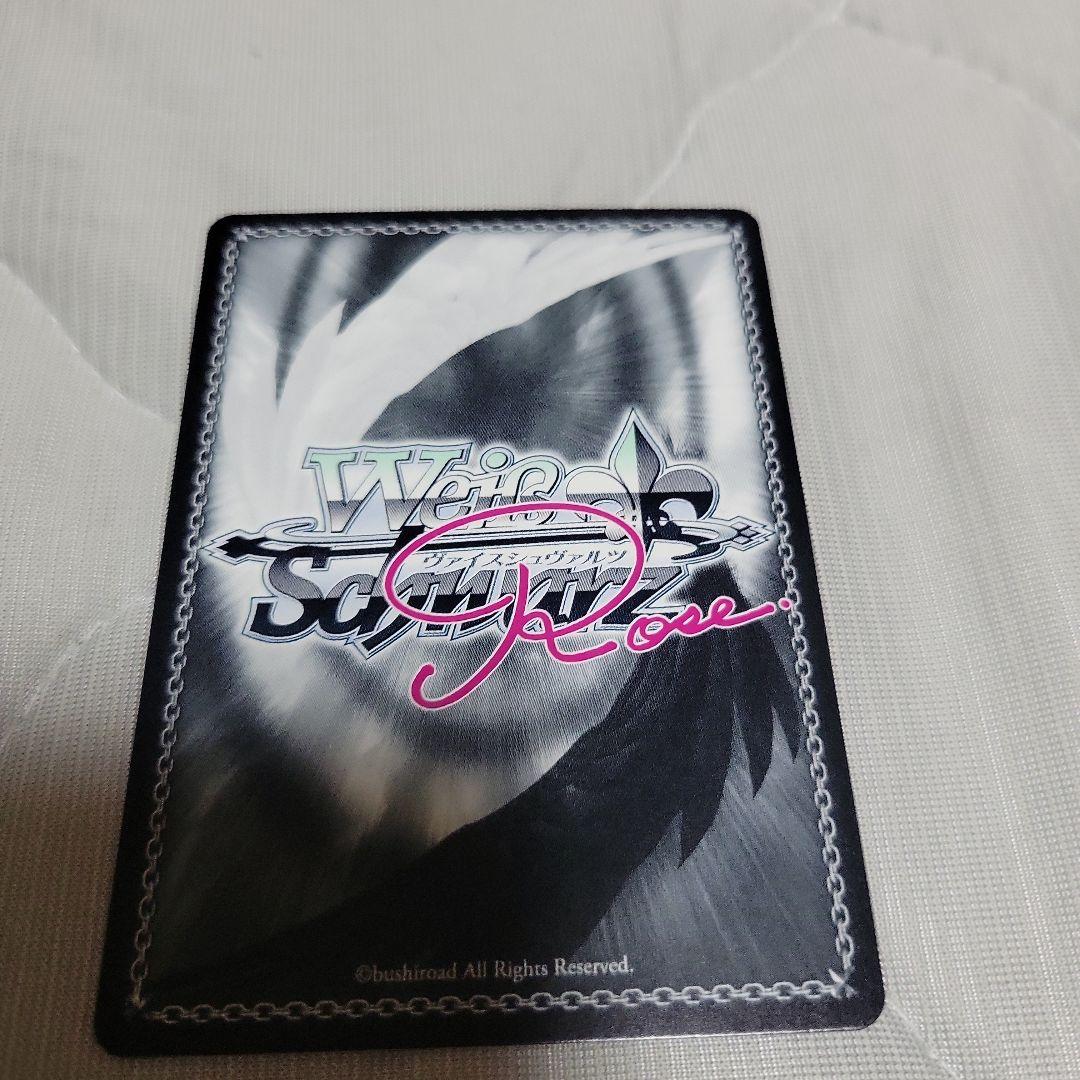 Weiß
ヴァイスシュヴァルツ
Schwarz
Rose.
©bushiroad All Rights Reserved.